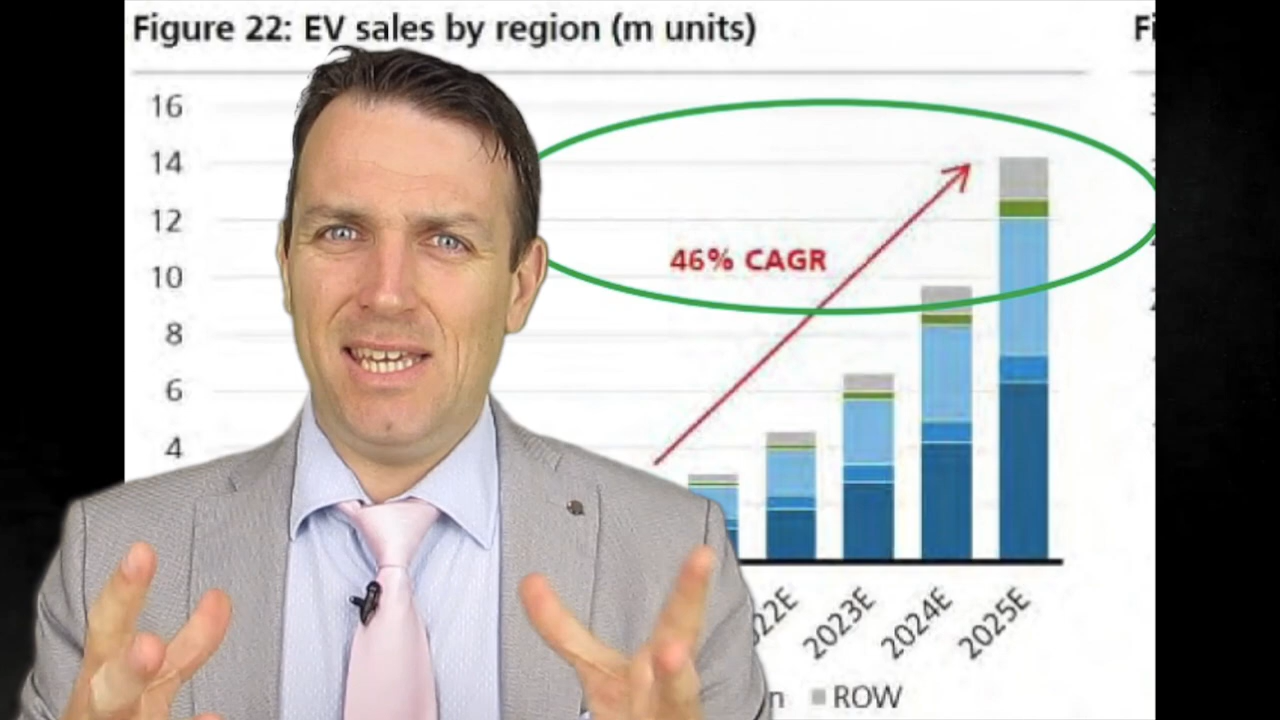 Figure 22: EV sales by region (m units)
16
14
12
10
8
6
4
46% CAGR
2023E
2024E
2025E
ROW